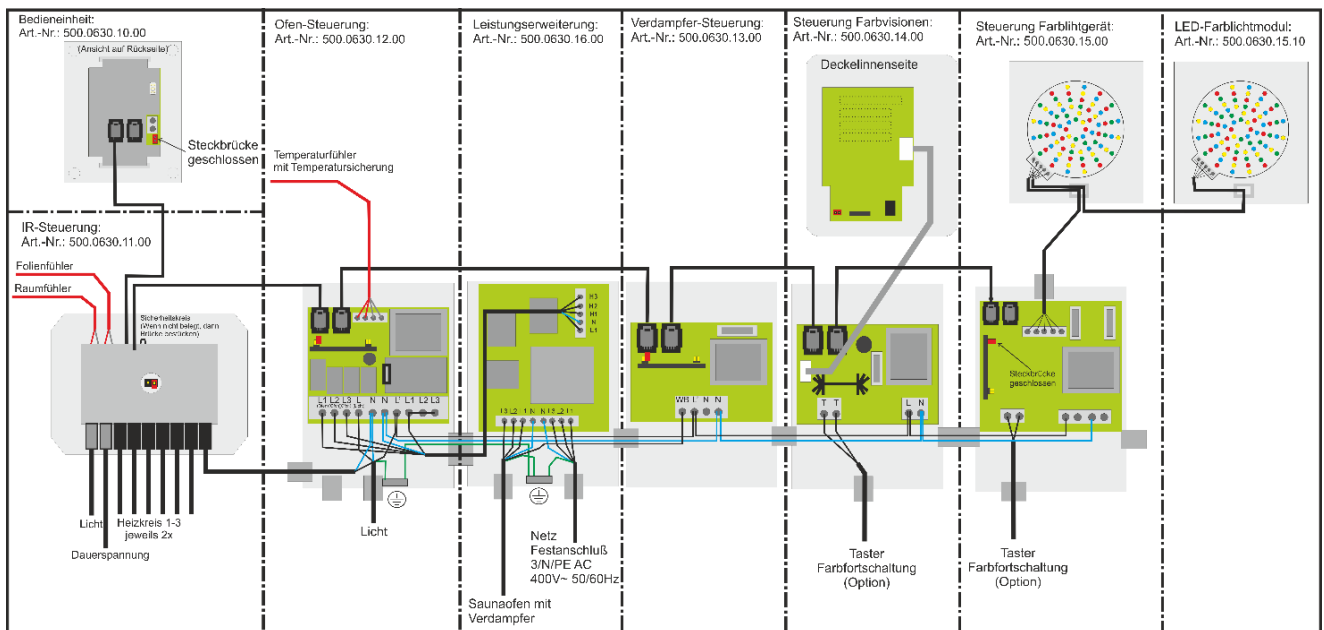 Bedieneinheit:
Art.-Nr.: 500.0630.10.00
(Ansicht auf Rückseite)
Steckbrücke
geschlossen
IR-Steuerung:
Art.-Nr.: 500.0630.11.00
Folienfühler
Raumfühler
Sicherheitskreis
(Wenn nicht belegt, dann
Brücke
Licht
Dauerspannung
Heizkreis 1-3
jeweils 2x
Ofen-Steuerung:
Art.-Nr.: 500.0630.12.00
Temperaturfühler
mit Temperatursicherung
L1 L2 L3 L N N L' L1 L2 L3
Licht
Leistungserweiterung:
Art.-Nr.: 500.0630.16.00
H3
H2
H1
N
L1
Saunaofen mit
Verdampfer
Netz
Festanschluß
3/N/PE AC
400V~ 50/60Hz
Verdampfer-Steuerung:
Art.-Nr.: 500.0630.13.00
WB L' N N
Steuerung Farbvisionen:
Art.-Nr.: 500.0630.14.00
Deckelinnenseite
T T
L N
Taster
Farbfortschaltung
(Option)
Steuerung Farblihtgerät:
Art.-Nr.: 500.0630.15.00
Steckbrücke
geschlossen
Taster
Farbfortschaltung
(Option)
LED-Farblichtmodul:
Art.-Nr.: 500.0630.15.10